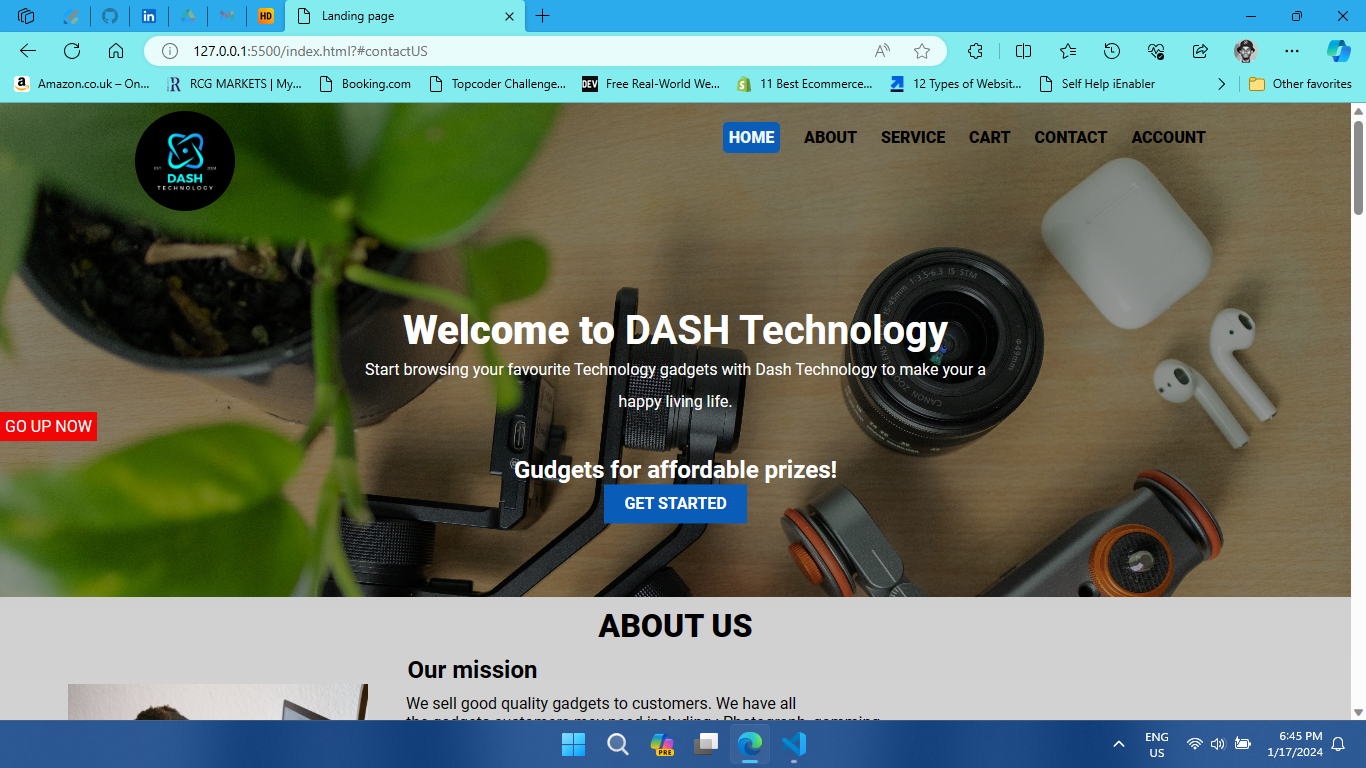 Landing page
127.0.0.1:5500/index.html?#contactUS
Amazon.co.uk – On...
RCG MARKETS | My...
Booking.com
Topcoder Challenge...
DEV
Free Real-World We...
11 Best Ecommerce...
12 Types of Websit...
Self Help iEnabler
Other favorites
HD
DASH
TECHNOLOGY
HOME
ABOUT
SERVICE
CART
CONTACT
ACCOUNT
Welcome to DASH Technology
Start browsing your favourite Technology gadgets with Dash Technology to make your a
happy living life.
GO UP NOW
Gudgets for affordable prizes!
GET STARTED
ABOUT US
Our mission
We sell good quality gadgets to customers. We have all
PRE
ENG
US
6:45 PM
1/17/2024